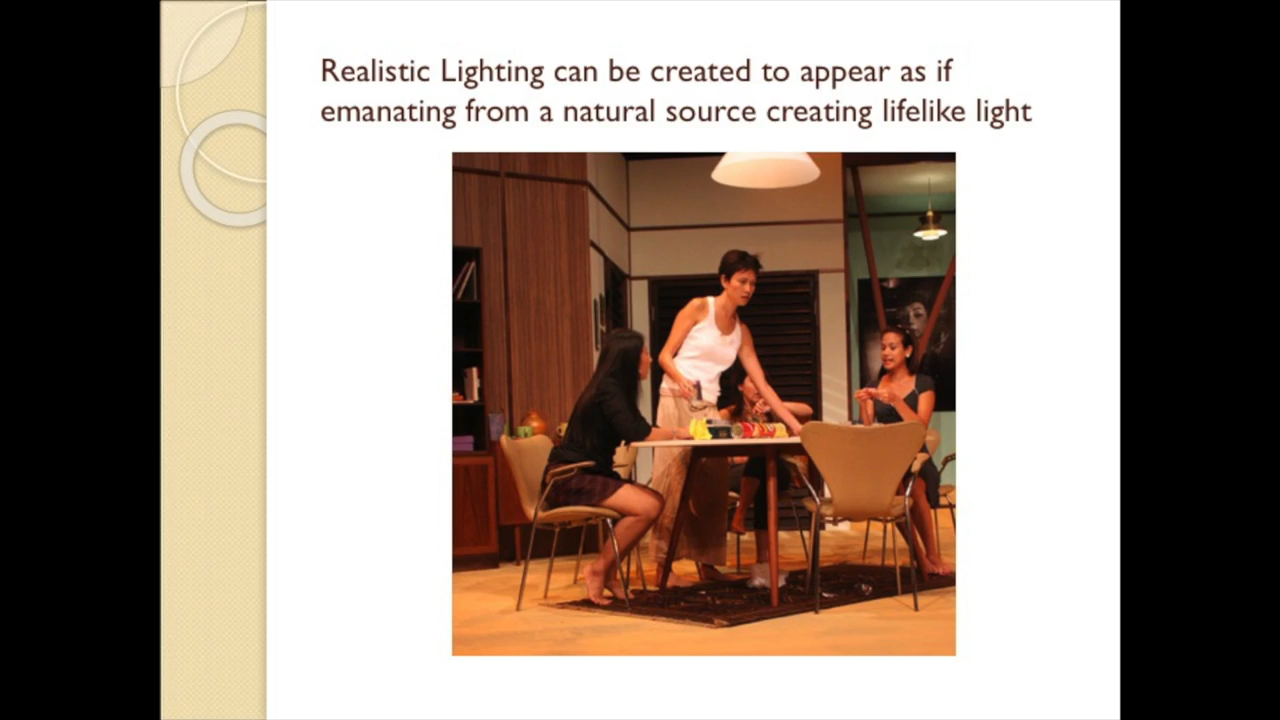 Realistic Lighting can be created to appear as if
emanating from a natural source creating lifelike light